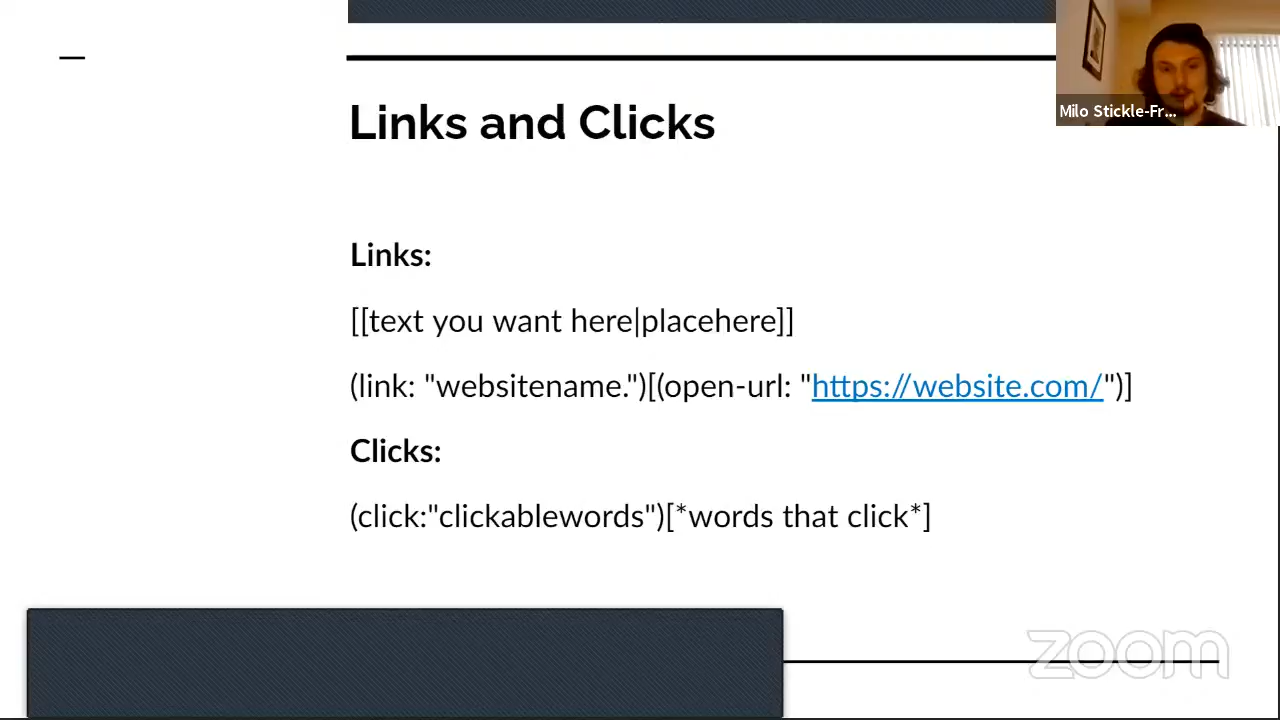 Links and Clicks
Milo Stickle-Fr...
Links:
[[text you want here|placehere]]
(link: "websitename.")[(open-url: "https://website.com/")]
Clicks:
(click:"clickablewords")[*words that click*]
zoom